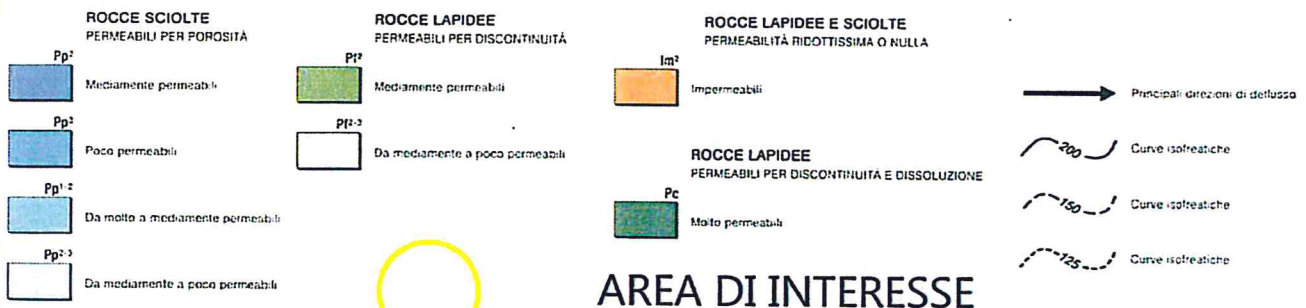 ROCCE SCIOLTE
PERMEABILI PER POROSITÀ
Pp²
Mediamente permeabili
Pp³
Poco permeabili
Pp¹⁻²
Da molto a mediamente permeabili
Pp²⁻³
Da mediamente a poco permeabili
ROCCE LAPIDEE
PERMEABILI PER DISCONTINUITÀ
Pf²
Mediamente permeabili
Pf²⁻³
Da mediamente a poco permeabili
ROCCE LAPIDEE E SCIOLTE
PERMEABILITÀ RIDOTTISSIMA O NULLA
Im²
Impermeabili
ROCCE LAPIDEE
PERMEABILI PER DISCONTINUITÀ E DISSOLUZIONE
Pc
Molto permeabili
Principali direzioni di deflusso
200
Curve isofreatiche
150
Curve isofreatiche
125
Curve isofreatiche
AREA DI INTERESSE